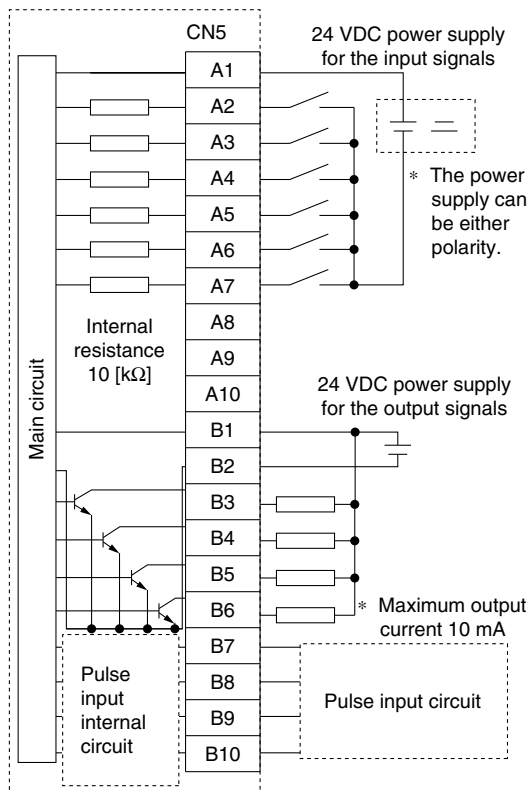 CN5
24 VDC power supply
for the input signals
A1
A2
A3
A4
A5
A6
A7
A8
A9
A10
* The power
supply can
be either
polarity.
Internal
resistance
10 [kΩ]
Main circuit
24 VDC power supply
for the output signals
B1
B2
B3
B4
B5
B6
B7
B8
B9
B10
* Maximum output
current 10 mA
Pulse
input
internal
circuit
Pulse input circuit